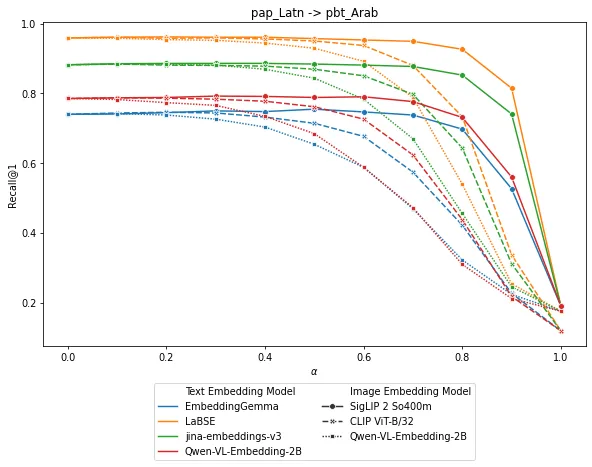 pap_Latn -> pbt_Arab
Recall@1
1.0
0.8
0.6
0.4
0.2
0.0 0.2 0.4 0.6 0.8 1.0
α
Text Embedding Model Image Embedding Model
EmbeddingGemma SigLIP 2 So400m
LaBSE CLIP ViT-B/32
jina-embeddings-v3 Qwen-VL-Embedding-2B
Qwen-VL-Embedding-2B